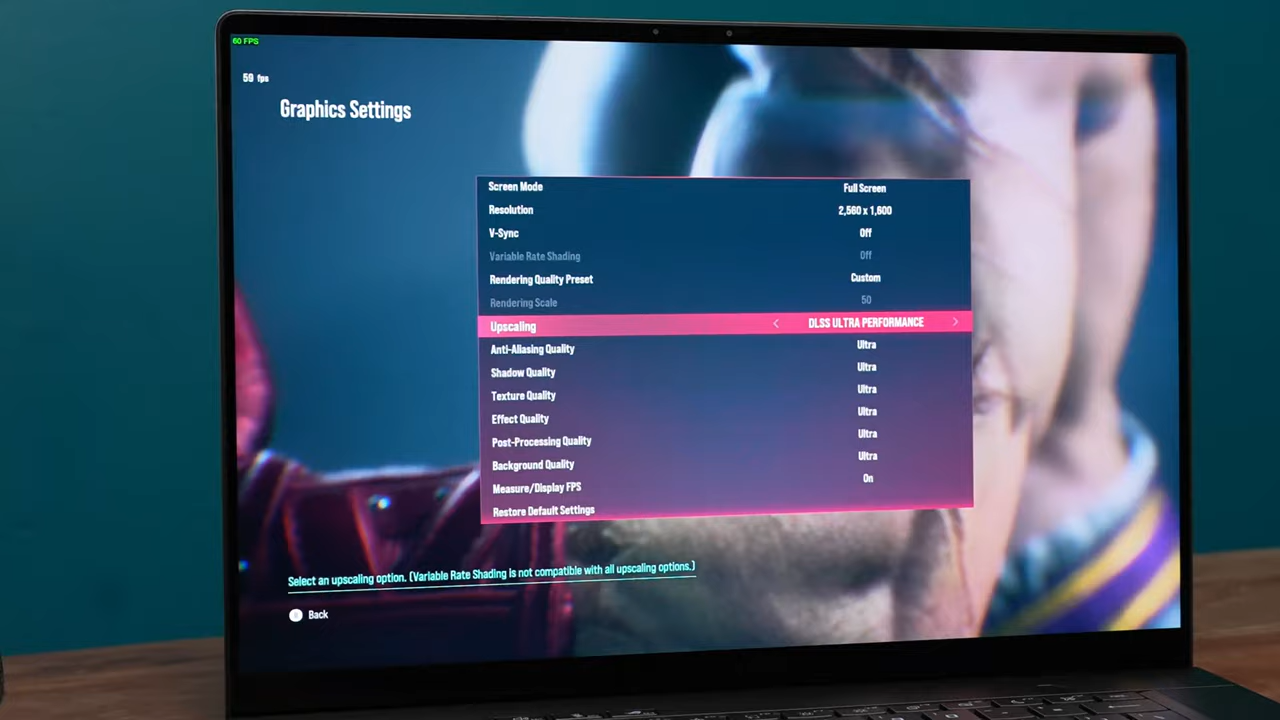 60 FPS
59 fps
Graphics Settings
Screen Mode Full Screen
Resolution 2,560 x 1,600
V-Sync Off
Variable Rate Shading Off
Rendering Quality Preset Custom
Rendering Scale 50
Upscaling < DLSS ULTRA PERFORMANCE >
Anti-Aliasing Quality Ultra
Shadow Quality Ultra
Texture Quality Ultra
Effect Quality Ultra
Post-Processing Quality Ultra
Background Quality Ultra
Measure/Display FPS On
Restore Default Settings
Select an upscaling option. (Variable Rate Shading is not compatible with all upscaling options.)
Back